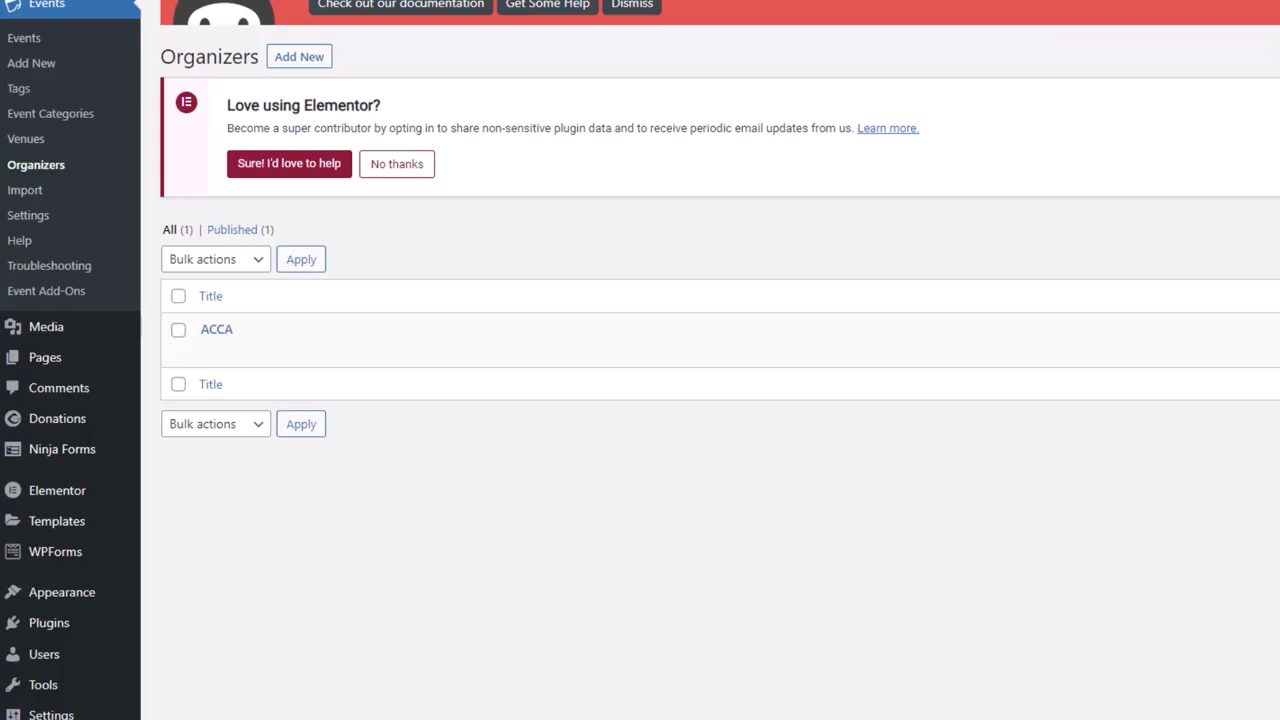 Events
Check out our documentation
Get Some Help
Dismiss
Events
Add New
Tags
Event Categories
Venues
Organizers
Import
Settings
Help
Troubleshooting
Event Add-Ons
Media
Pages
Comments
Donations
Ninja Forms
Elementor
Templates
WPForms
Appearance
Plugins
Users
Tools
Settings
Organizers Add New
Love using Elementor?
Become a super contributor by opting in to share non-sensitive plugin data and to receive periodic email updates from us. Learn more.
Sure! I'd love to help No thanks
All (1) | Published (1)
Bulk actions Apply
Title
ACCA
Title
Bulk actions Apply